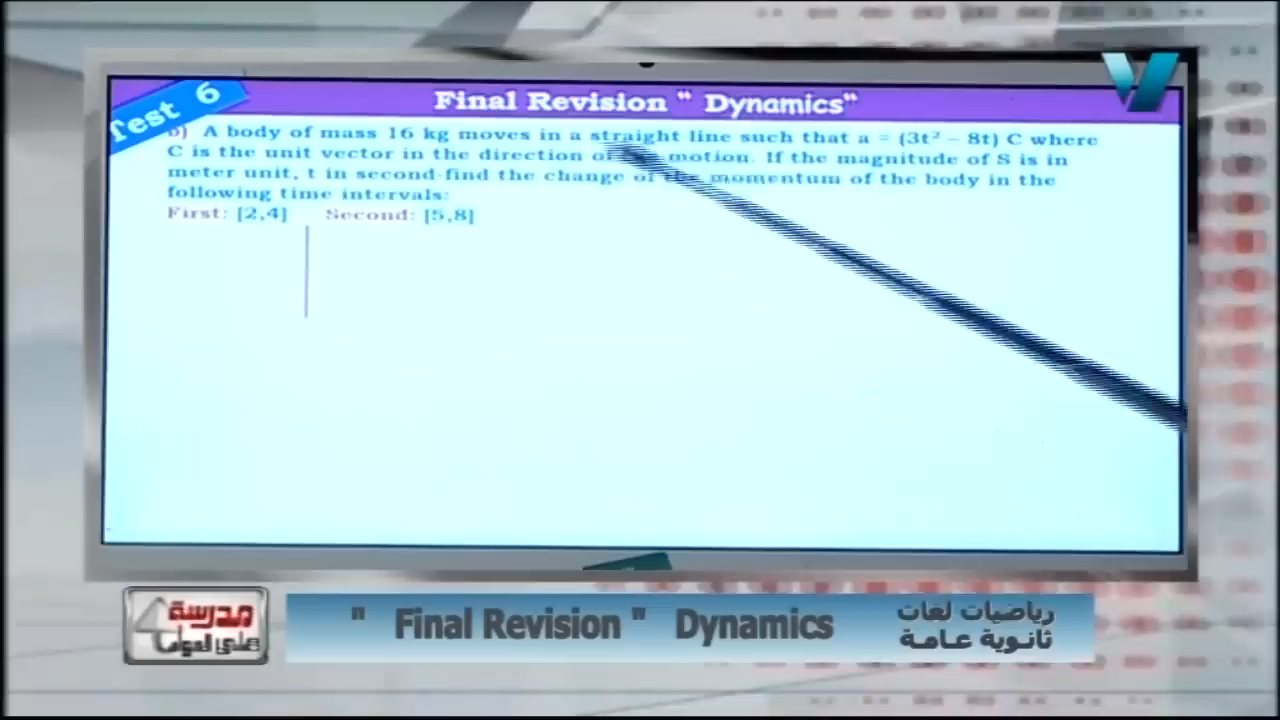 Test 6
Final Revision " Dynamics"
b) A body of mass 16 kg moves in a straight line such that a = (3t² – 8t) C where
C is the unit vector in the direction of motion. If the magnitude of S is in
meter unit, t in second-find the change of the momentum of the body in the
following time intervals:
First: [2,4] Second: [5,8]
" Final Revision " Dynamics
رياضيات لغات
ثانوية عامة
مدرسة
على الهواء